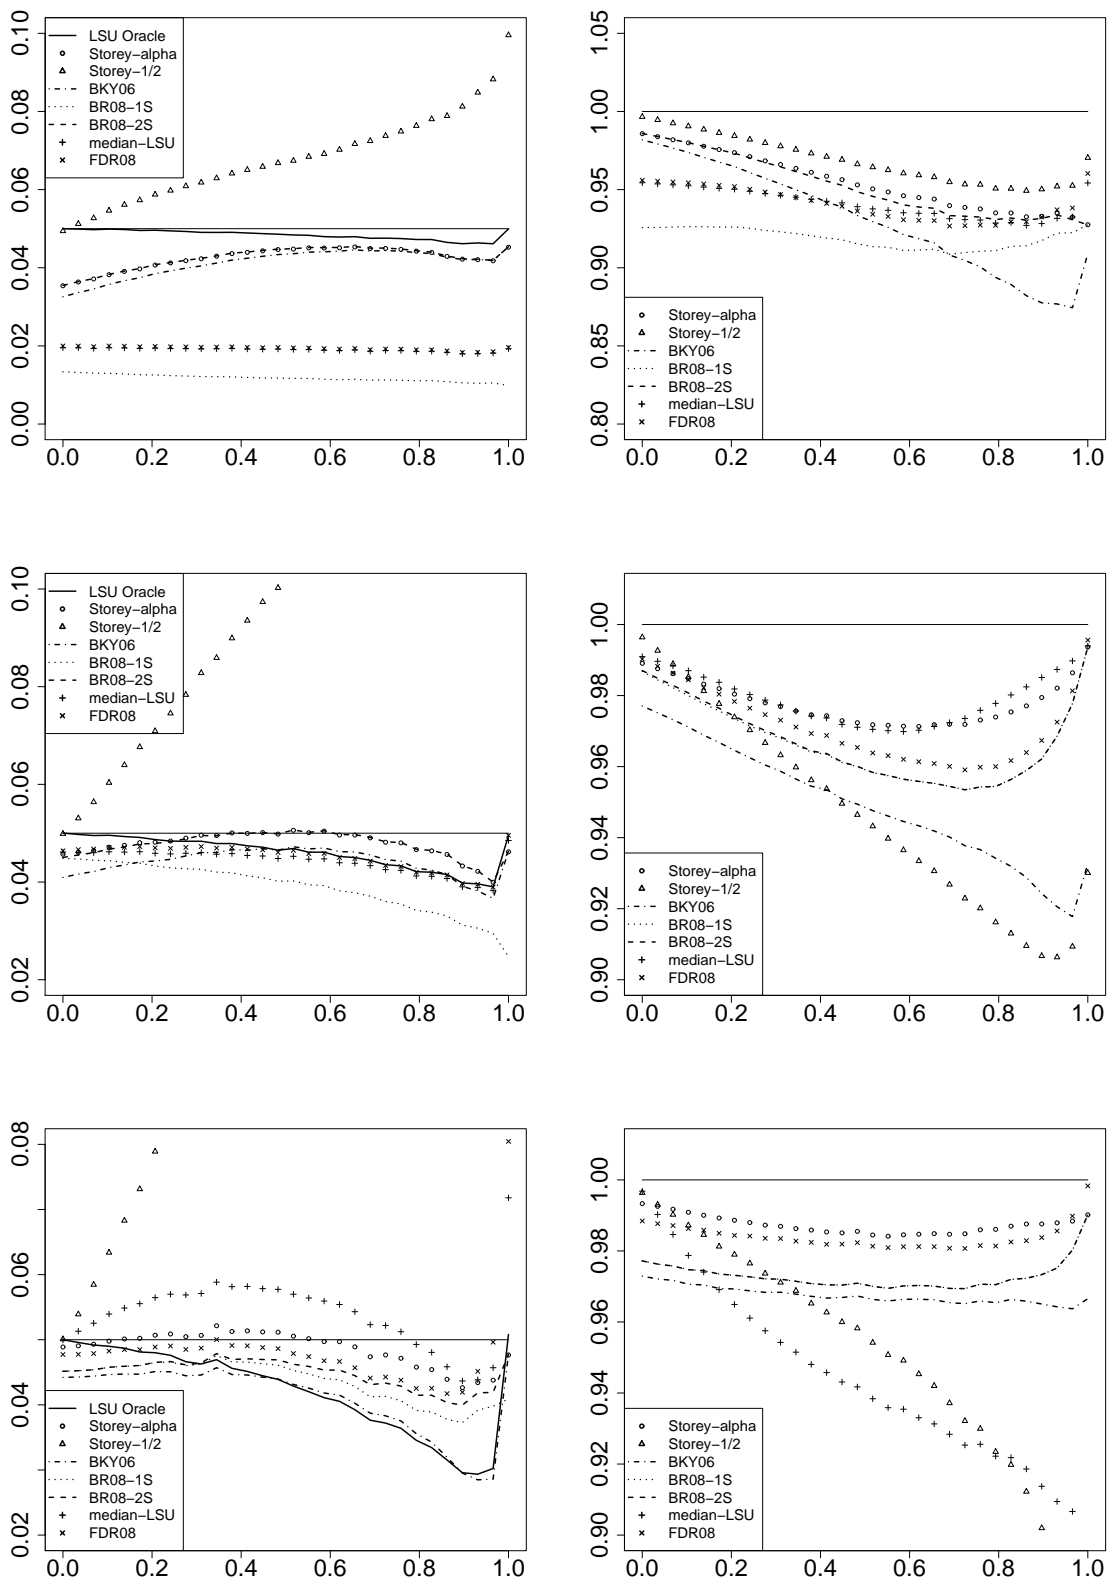 0.10
0.08
0.06
0.04
0.02
0.00
LSU Oracle
Storey−alpha
Storey−1/2
BKY06
BR08−1S
BR08−2S
median−LSU
FDR08
0.0 0.2 0.4 0.6 0.8 1.0
1.05
1.00
0.95
0.90
0.85
0.80
Storey−alpha
Storey−1/2
BKY06
BR08−1S
BR08−2S
median−LSU
FDR08
0.0 0.2 0.4 0.6 0.8 1.0
0.10
0.08
0.06
0.04
0.02
LSU Oracle
Storey−alpha
Storey−1/2
BKY06
BR08−1S
BR08−2S
median−LSU
FDR08
0.0 0.2 0.4 0.6 0.8 1.0
1.00
0.98
0.96
0.94
0.92
0.90
Storey−alpha
Storey−1/2
BKY06
BR08−1S
BR08−2S
median−LSU
FDR08
0.0 0.2 0.4 0.6 0.8 1.0
0.08
0.06
0.04
0.02
LSU Oracle
Storey−alpha
Storey−1/2
BKY06
BR08−1S
BR08−2S
median−LSU
FDR08
0.0 0.2 0.4 0.6 0.8 1.0
1.00
0.98
0.96
0.94
0.92
0.90
Storey−alpha
Storey−1/2
BKY06
BR08−1S
BR08−2S
median−LSU
FDR08
0.0 0.2 0.4 0.6 0.8 1.0